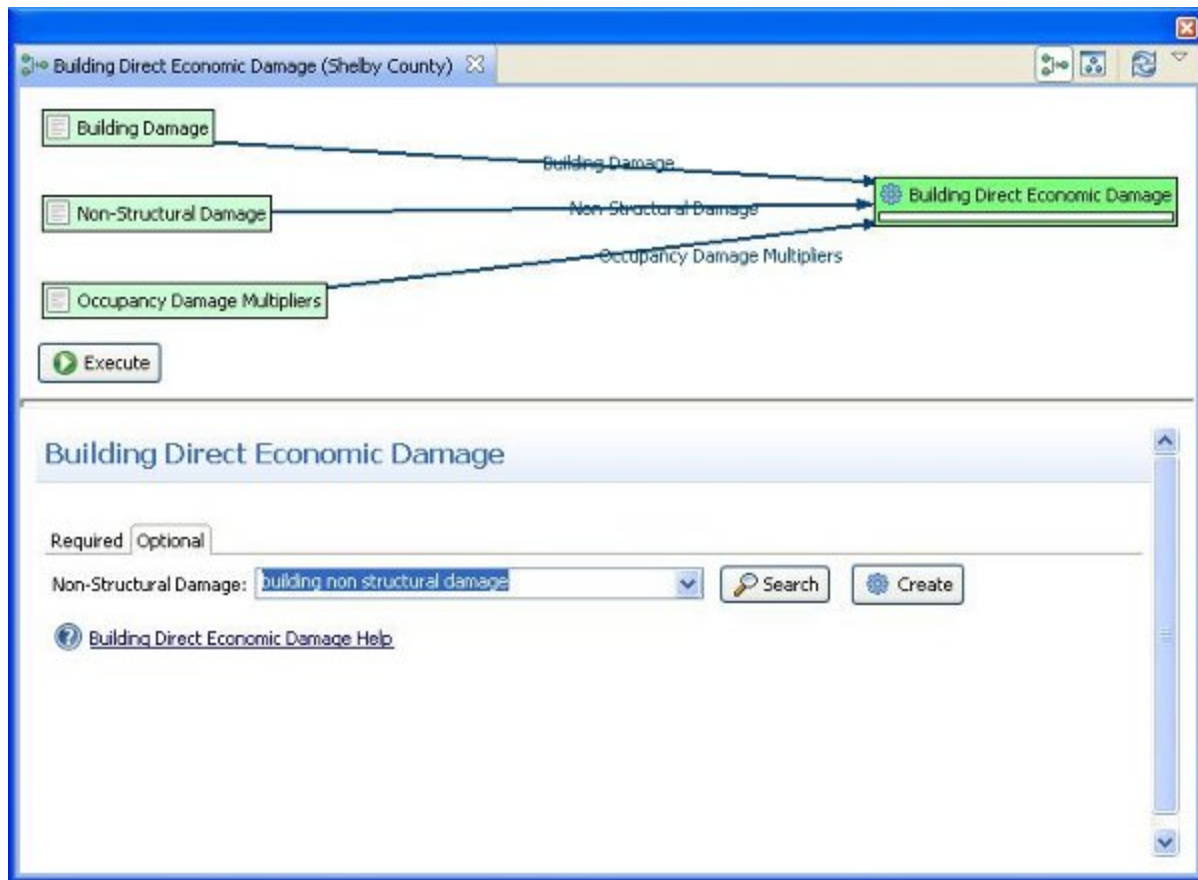 Building Direct Economic Damage (Shelby County)
Building Damage
Building Damage
Building Direct Economic Damage
Non-Structural Damage
Non-Structural Damage
Occupancy Damage Multipliers
Occupancy Damage Multipliers
Execute
Building Direct Economic Damage
Required Optional
Non-Structural Damage: building non structural damage Search Create
Building Direct Economic Damage Help